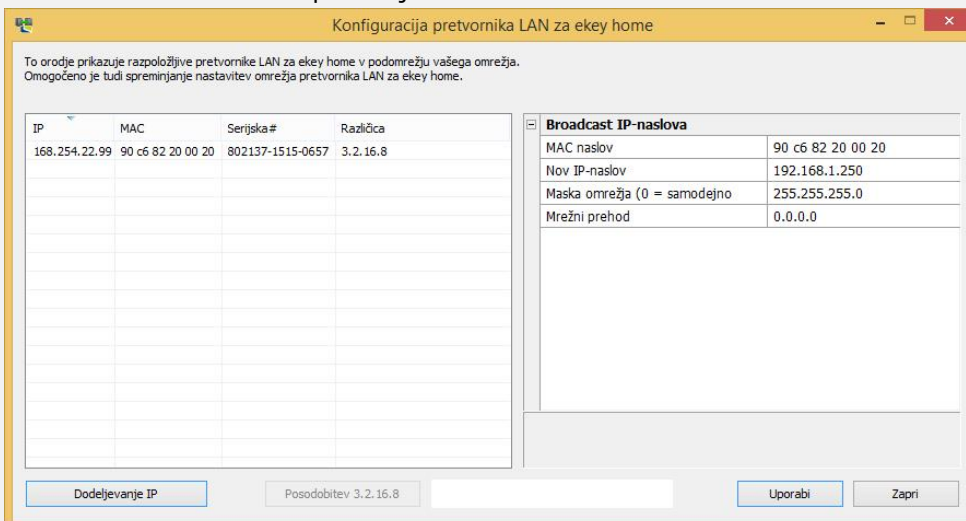 Konfiguracija pretvornika LAN za ekey home
To orodje prikazuje razpoložljive pretvornike LAN za ekey home v podomrežju vašega omrežja.
Omogočeno je tudi spreminjanje nastavitev omrežja pretvornika LAN za ekey home.
IP MAC Serijska# Različica
168.254.22.99 90 c6 82 20 00 20 802137-1515-0657 3.2.16.8
Broadcast IP-naslova
MAC naslov 90 c6 82 20 00 20
Nov IP-naslov 192.168.1.250
Maska omrežja (0 = samodejno 255.255.255.0
Mrežni prehod 0.0.0.0
Dodeljevanje IP Posodobitev 3.2.16.8 Uporabi Zapri